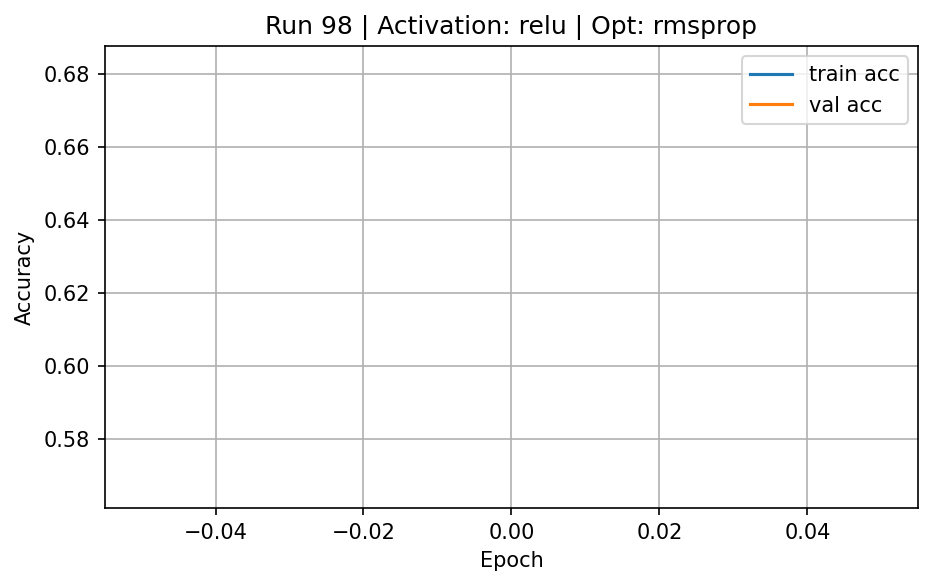 Run 98 | Activation: relu | Opt: rmsprop
train acc
val acc
Accuracy
0.68
0.66
0.64
0.62
0.60
0.58
−0.04
−0.02
0.00
0.02
0.04
Epoch